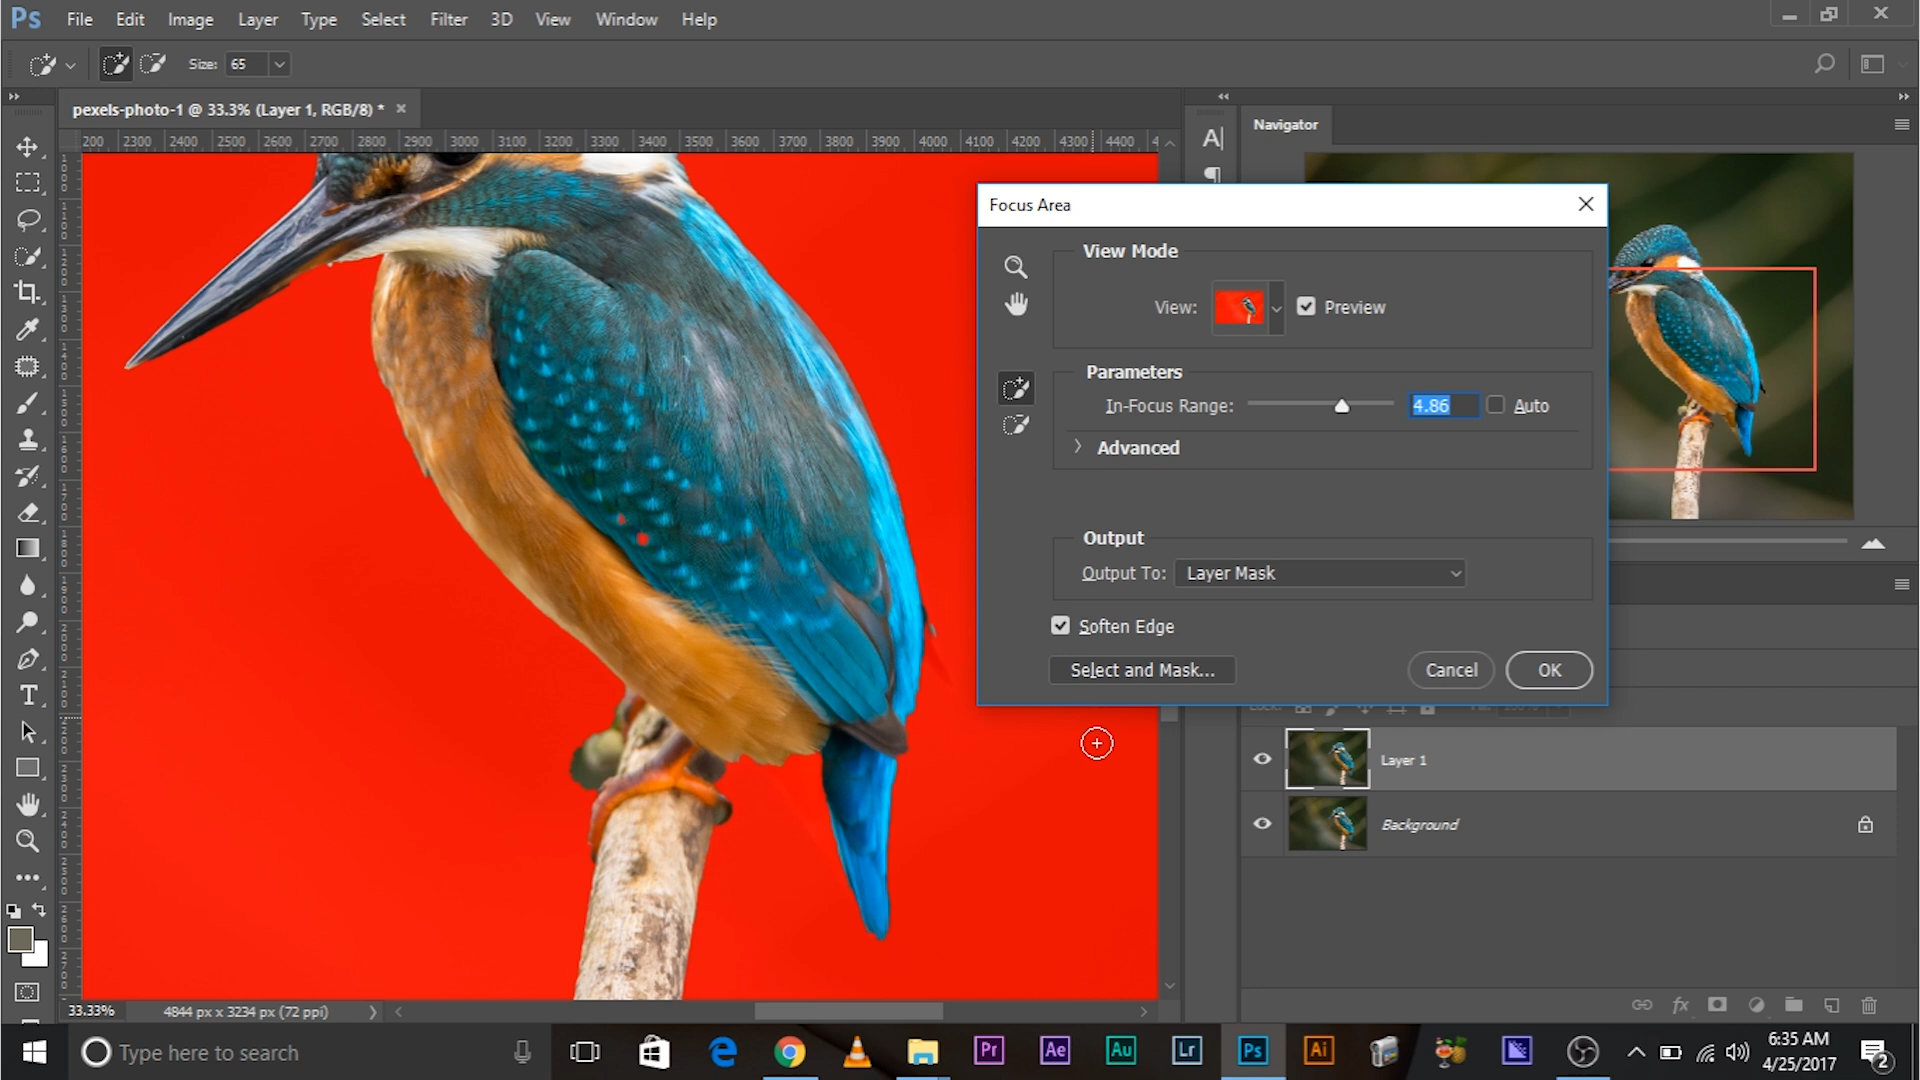 Ps File Edit Image Layer Type Select Filter 3D View Window Help
Size: 65
pexels-photo-1 @ 33.3% (Layer 1, RGB/8) *
200 2300 2400 2500 2600 2700 2800 2900 3000 3100 3200 3300 3400 3500 3600 3700 3800 3900 4000 4100 4200 4300 4400
Navigator
Focus Area
View Mode
View: Preview
Parameters
In-Focus Range: 4.86 Auto
Advanced
Output
Output To: Layer Mask
Soften Edge
Select and Mask... Cancel OK
Layer 1
Background
33.33% 4844 px x 3234 px (72 ppi)
Type here to search
Pr Ae Au Lr Ps Ai
6:35 AM
4/25/2017
2